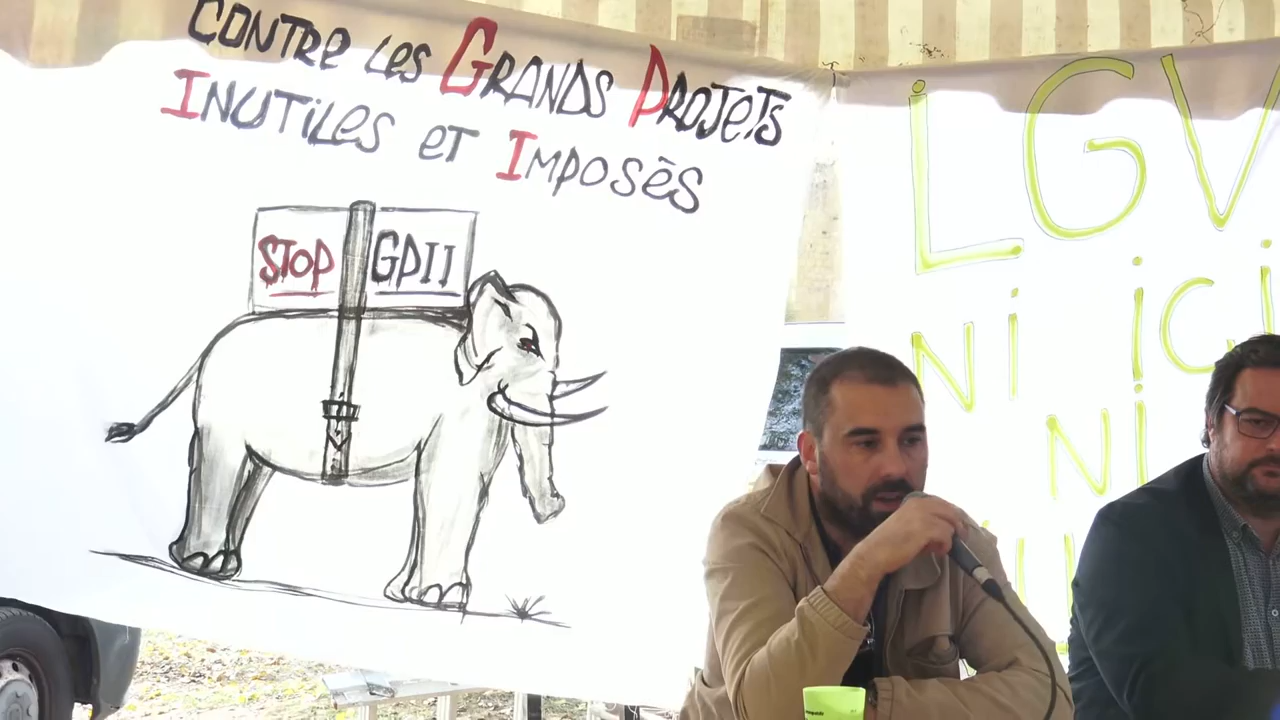 CONTRE LES GRANDS PROJETS
INUTILES ET IMPOSÉS
STOP GPII
LGV
Ni iCi
Ni